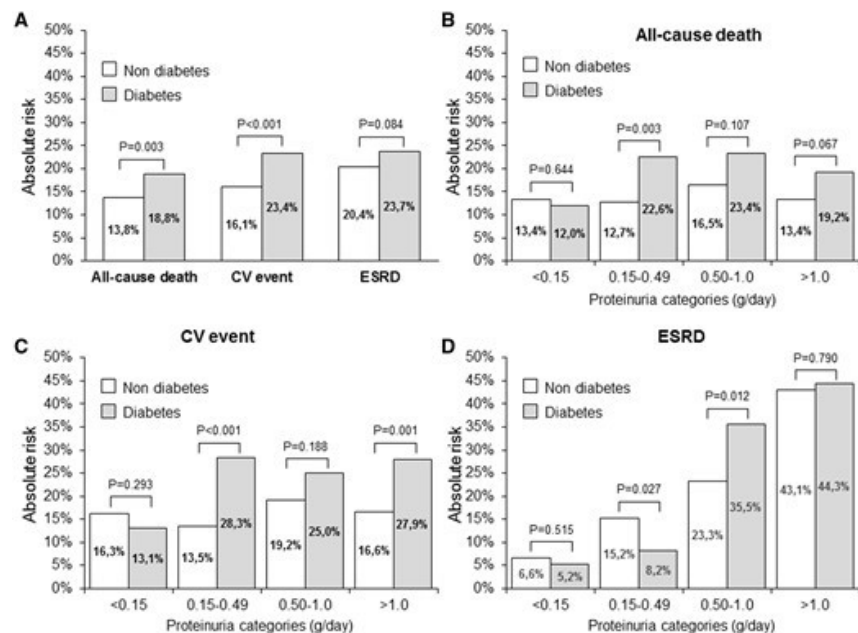 A
50%
45%
40%
35%
30%
25%
20%
15%
10%
5%
0%
Absolute risk
Non diabetes
Diabetes
P=0.003
P<0.001
P=0.084
13,8%
18,8%
16,1%
23,4%
20,4%
23,7%
All-cause death
CV event
ESRD
B
All-cause death
50%
45%
40%
35%
30%
25%
20%
15%
10%
5%
0%
Absolute risk
Non diabetes
Diabetes
P=0.644
P=0.003
P=0.107
P=0.067
13,4%
12,0%
12,7%
22,6%
16,5%
23,4%
13,4%
19,2%
<0.15
0.15-0.49
0.50-1.0
>1.0
Proteinuria categories (g/day)
C
CV event
50%
45%
40%
35%
30%
25%
20%
15%
10%
5%
0%
Absolute risk
Non diabetes
Diabetes
P=0.293
P<0.001
P=0.188
P=0.001
16,3%
13,1%
13,5%
28,3%
19,2%
25,0%
16,6%
27,9%
<0.15
0.15-0.49
0.50-1.0
>1.0
Proteinuria categories (g/day)
D
ESRD
50%
45%
40%
35%
30%
25%
20%
15%
10%
5%
0%
Absolute risk
Non diabetes
Diabetes
P=0.515
P=0.027
P=0.012
P=0.790
6,6%
5,2%
15,2%
8,2%
23,3%
35,5%
43,1%
44,3%
<0.15
0.15-0.49
0.50-1.0
>1.0
Proteinuria categories (g/day)